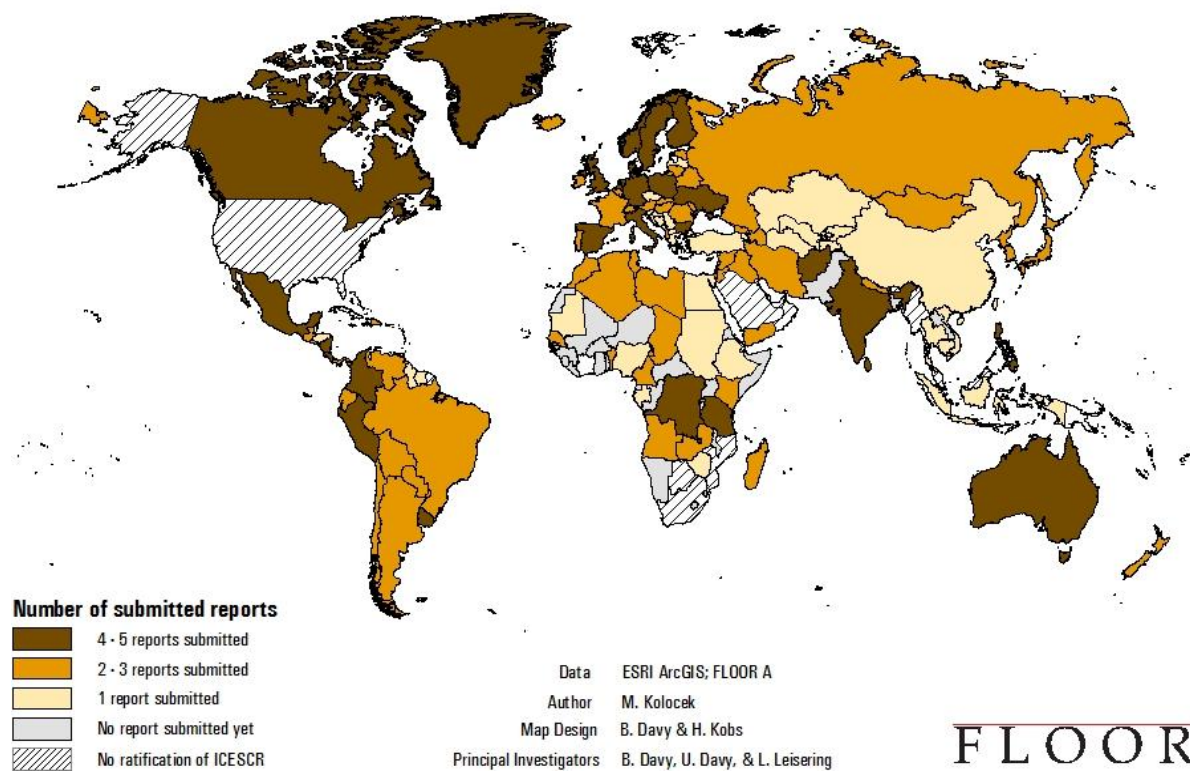 Number of submitted reports
4 - 5 reports submitted
2 - 3 reports submitted
1 report submitted
No report submitted yet
No ratification of ICESCR
Data ESRI ArcGIS; FLOOR A
Author M. Kolocek
Map Design B. Davy & H. Kobs
Principal Investigators B. Davy, U. Davy, & L. Leisering
FLOOR